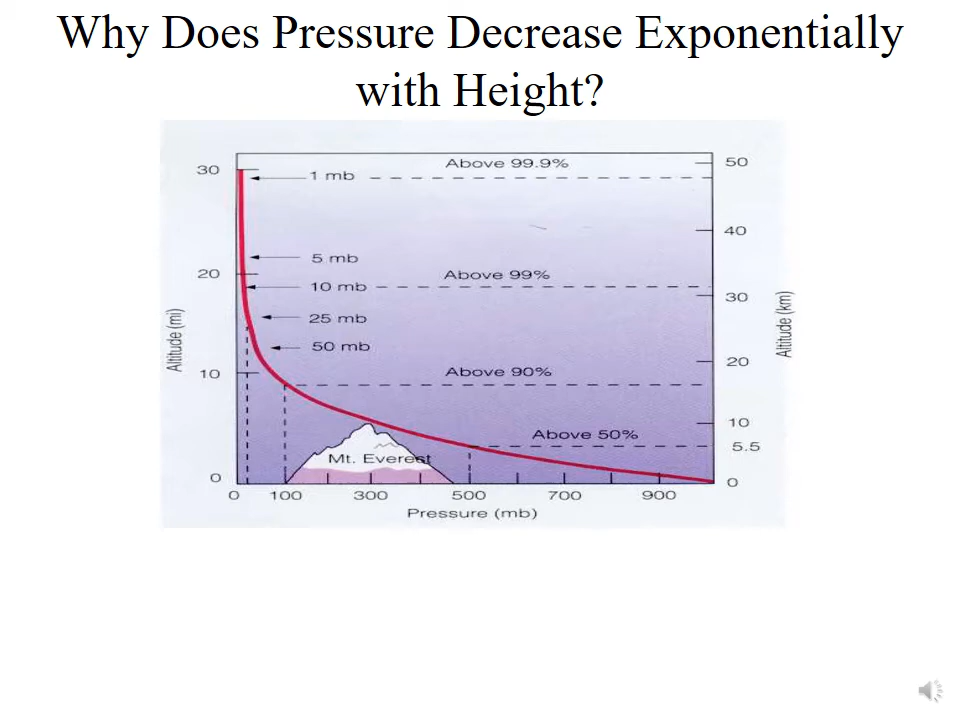 Why Does Pressure Decrease Exponentially
with Height?
Above 99.9%
30
50
1 mb
40
5 mb
20
Above 99%
10 mb
30
25 mb
Altitude (mi)
Altitude (km)
50 mb
20
10
Above 90%
10
Above 50%
5.5
Mt. Everest
0
0
0 100 300 500 700 900
Pressure (mb)